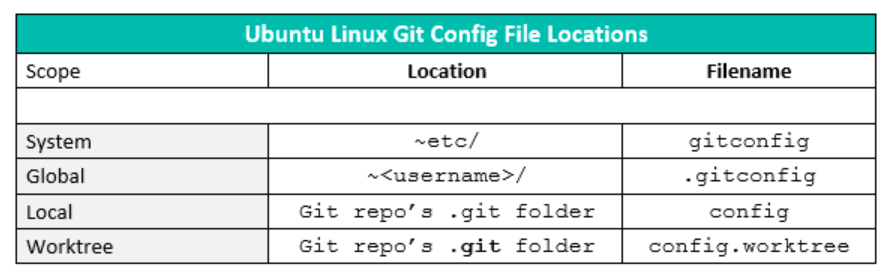 Ubuntu Linux Git Config File Locations
Scope Location Filename
System ~etc/ gitconfig
Global ~<username>/ .gitconfig
Local Git repo’s .git folder config
Worktree Git repo’s .git folder config.worktree